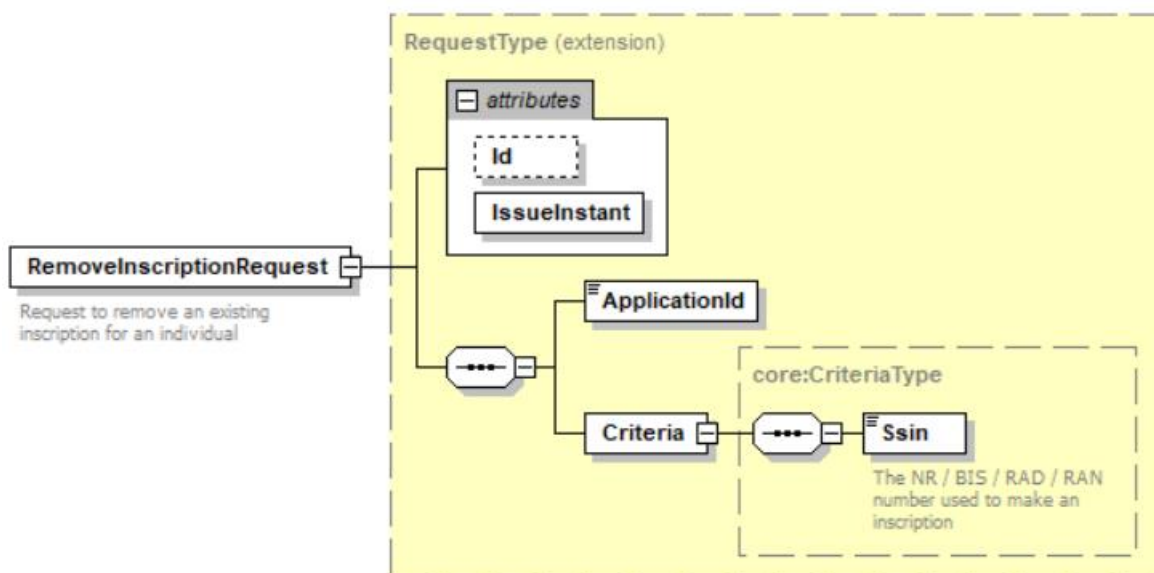 RequestType (extension)
attributes
Id
IssueInstant
RemoveInscriptionRequest
Request to remove an existing
inscription for an individual
ApplicationId
core:CriteriaType
Criteria
Ssin
The NR / BIS / RAD / RAN
number used to make an
inscription